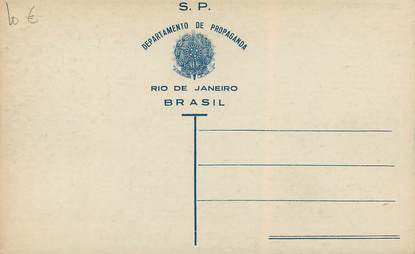 10 €
S. P.
DEPARTAMENTO DE PROPAGANDA
RIO DE JANEIRO
BRASIL